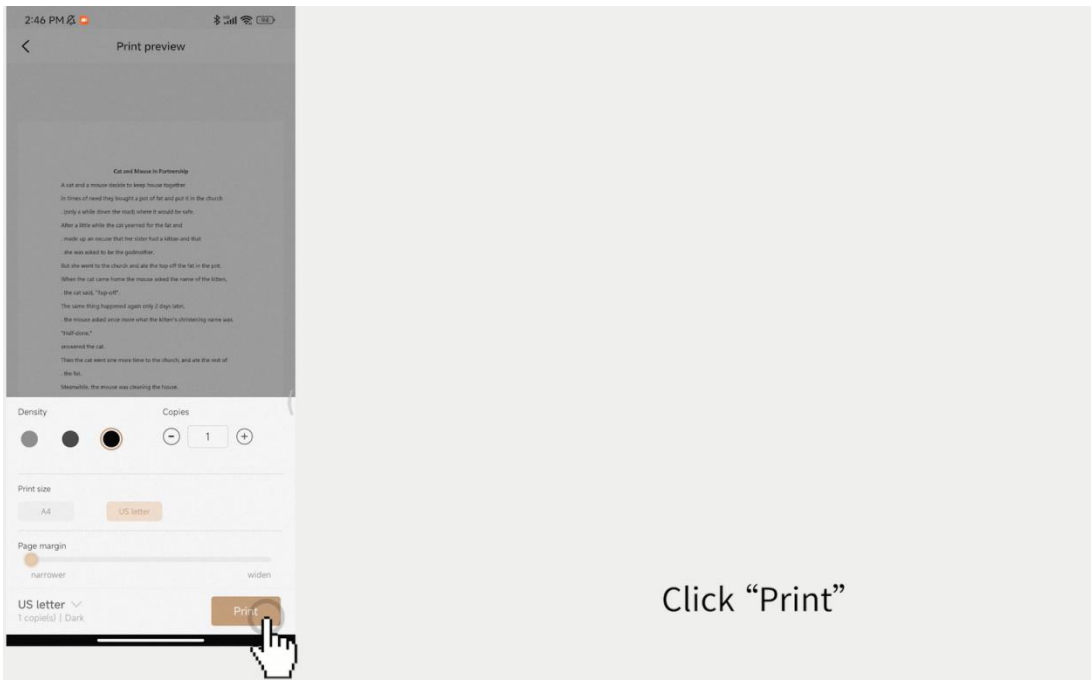 2:46 PM
Print preview
Cat and Mouse in Partnership
A cat and a mouse decide to keep house together
In times of need they bought a pot of fat and put it in the church
. (only a while down the road) where it would be safe
After a little while the cat yearned for the fat and
. made up an excuse that her sister had a kitten and that
. she was asked to be the godmother.
But she went to the church and ate the top off the fat in the pot.
When the cat came home the mouse asked the name of the kitten,
. the cat said, "Top-off".
The same thing happened again only 2 days later,
. the mouse asked once more what the kitten's christening name was.
"Half-done,"
answered the cat.
Then the cat went one more time to the church, and ate the rest of
. the fat.
Meanwhile, the mouse was cleaning the house.
Density
Copies
1
Print size
A4
US letter
Page margin
narrower
widen
US letter
1 copie(s) | Dark
Print
Click “Print”